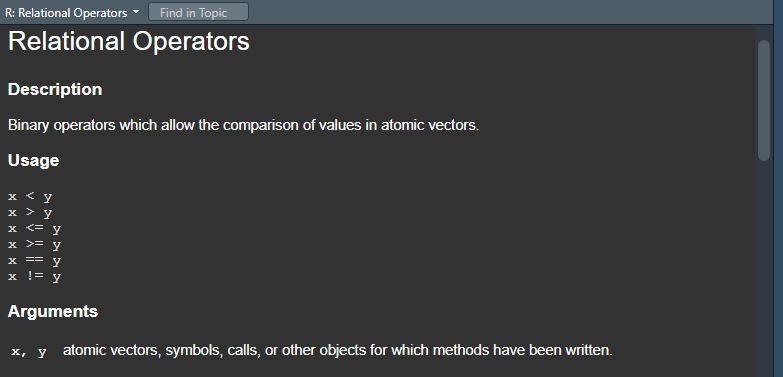 R: Relational Operators Find in Topic
Relational Operators
Description
Binary operators which allow the comparison of values in atomic vectors.
Usage
x < y
x > y
x <= y
x >= y
x == y
x != y
Arguments
x, y atomic vectors, symbols, calls, or other objects for which methods have been written.